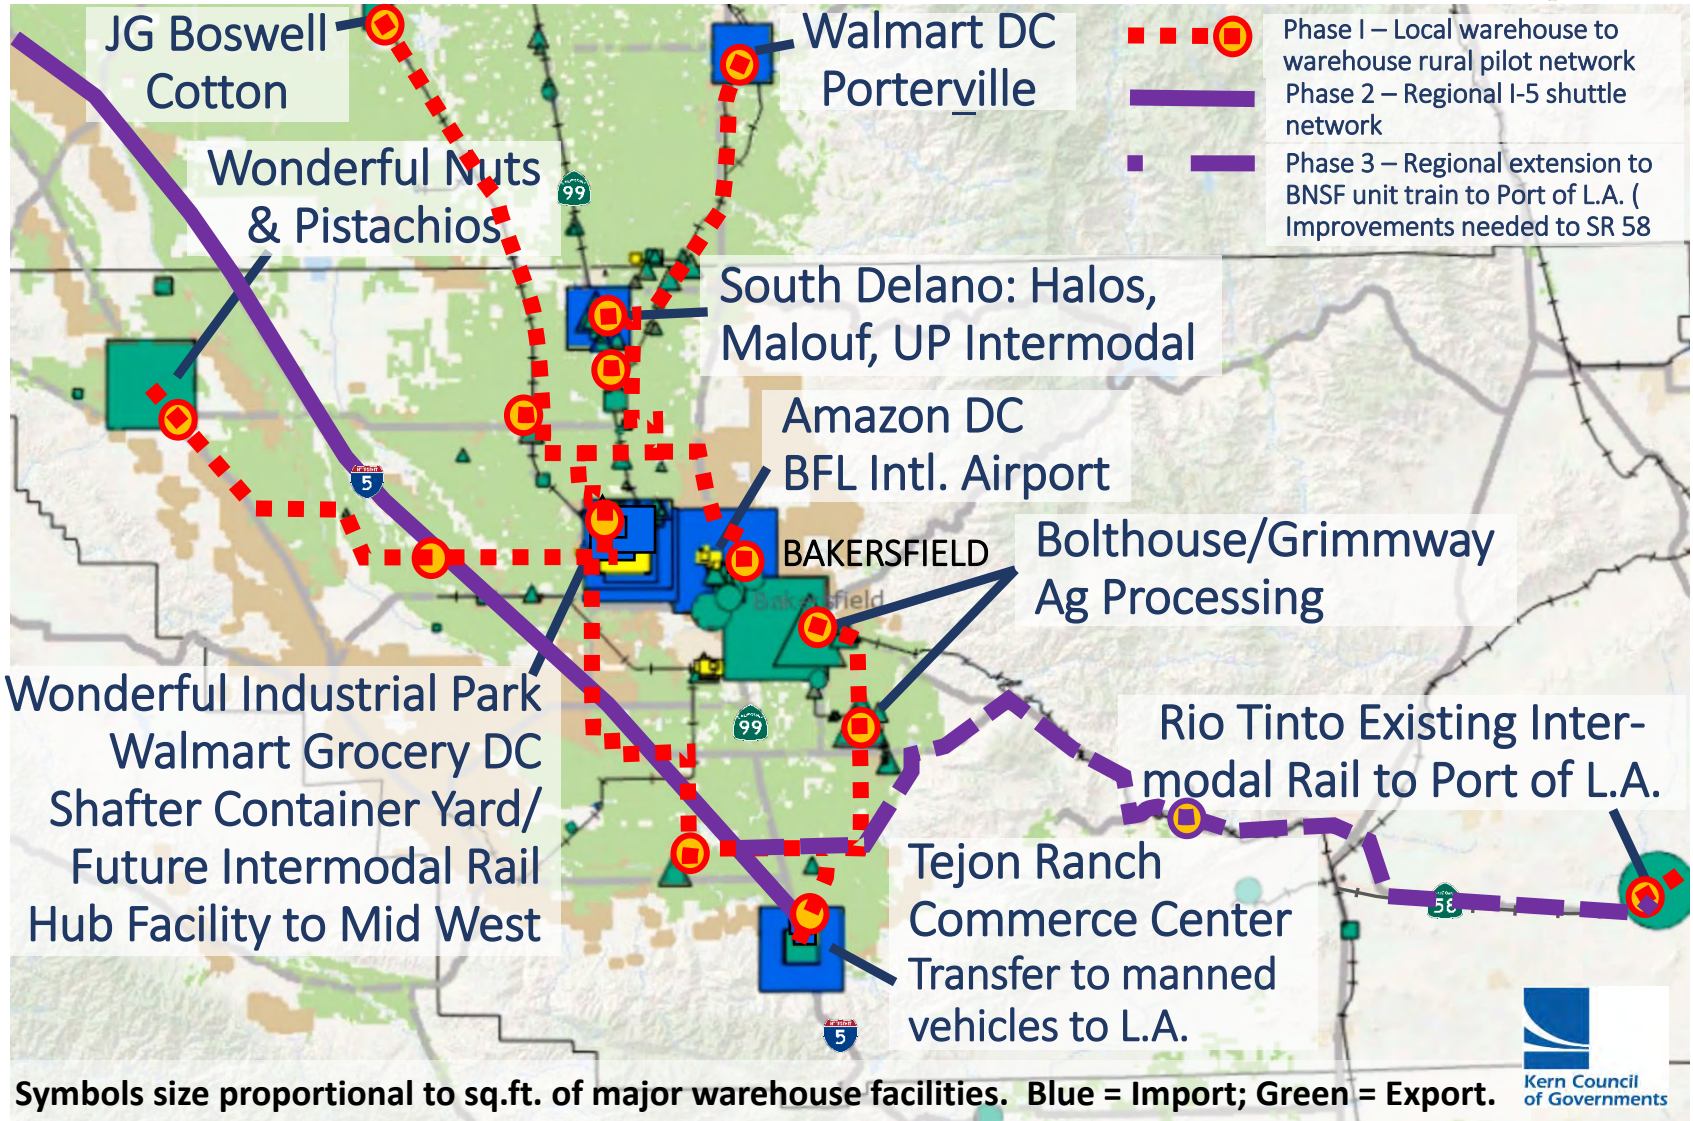 JG Boswell
Cotton
Walmart DC
Porterville
Phase I – Local warehouse to
warehouse rural pilot network
Phase 2 – Regional I-5 shuttle
network
Phase 3 – Regional extension to
BNSF unit train to Port of L.A. (
Improvements needed to SR 58
Wonderful Nuts
& Pistachios
99
South Delano: Halos,
Malouf, UP Intermodal
Amazon DC
BFL Intl. Airport
5
BAKERSFIELD
Bakersfield
Bolthouse/Grimmway
Ag Processing
Wonderful Industrial Park
Walmart Grocery DC
Shafter Container Yard/
Future Intermodal Rail
Hub Facility to Mid West
99
Rio Tinto Existing Inter-
modal Rail to Port of L.A.
58
Tejon Ranch
Commerce Center
Transfer to manned
vehicles to L.A.
5
Kern Council
of Governments
Symbols size proportional to sq.ft. of major warehouse facilities.  Blue = Import; Green = Export.